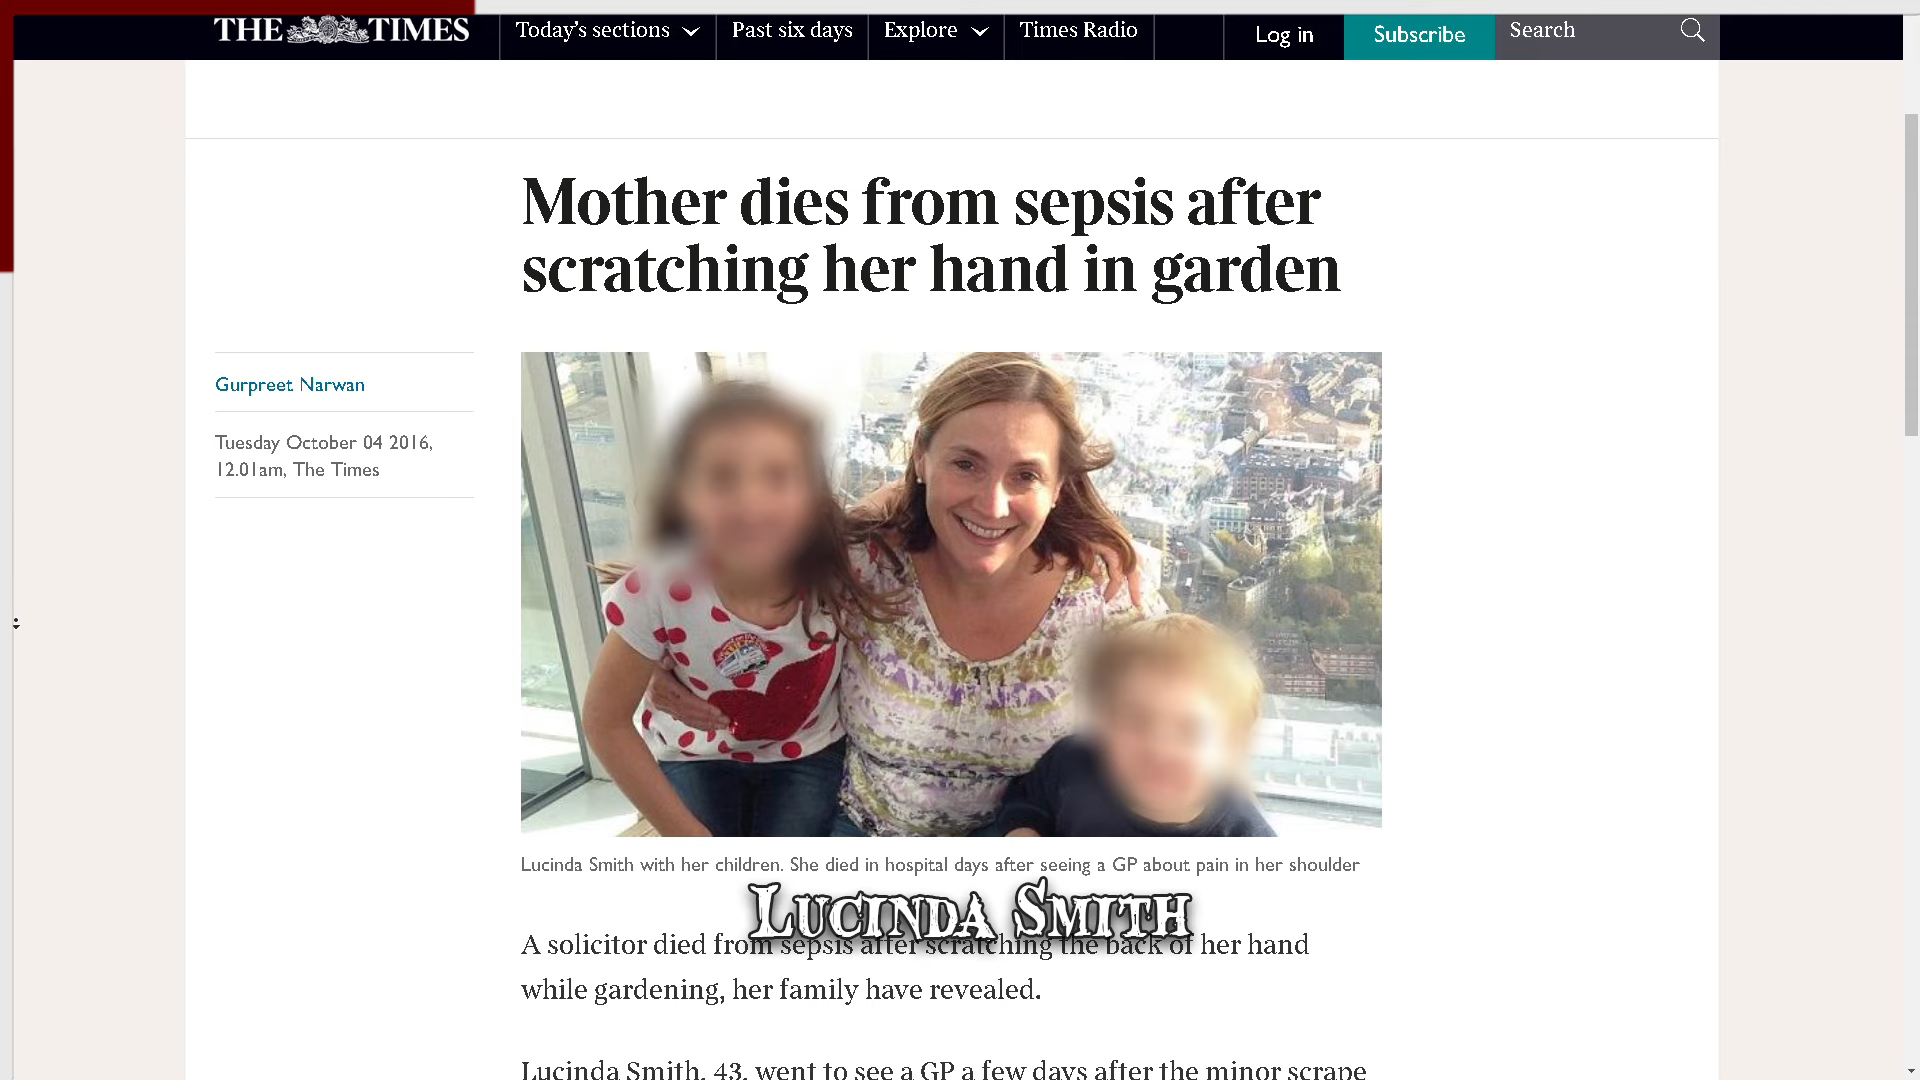 THE TIMES
Today's sections
Past six days
Explore
Times Radio
Log in
Subscribe
Search
Mother dies from sepsis after
scratching her hand in garden
Gurpreet Narwan
Tuesday October 04 2016,
12.01am, The Times
Lucinda Smith with her children. She died in hospital days after seeing a GP about pain in her shoulder
Lucinda Smith
A solicitor died from sepsis after scratching the back of her hand
while gardening, her family have revealed.
Lucinda Smith, 43, went to see a GP a few days after the minor scrape